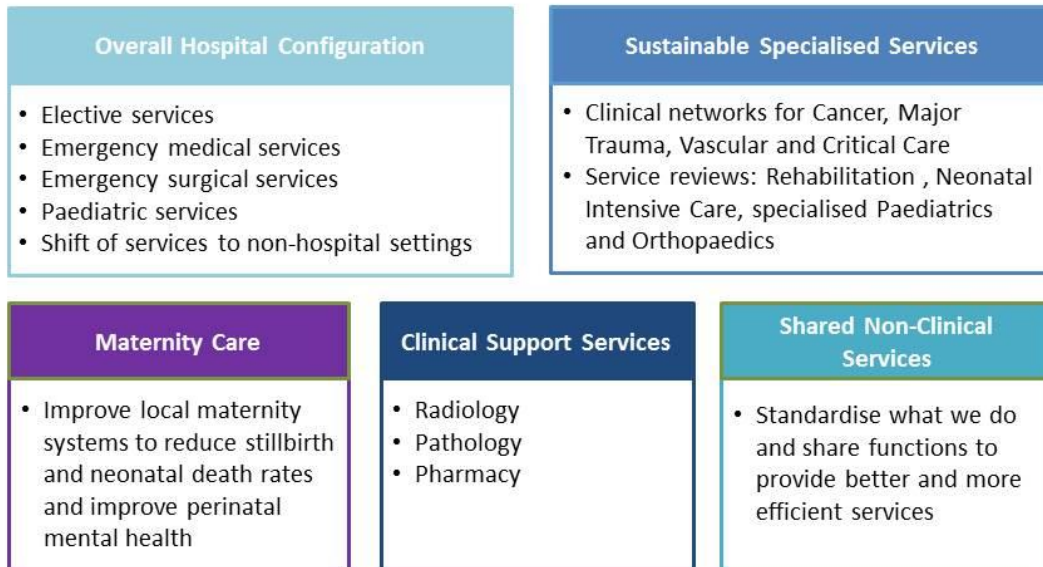 Overall Hospital Configuration
• Elective services
• Emergency medical services
• Emergency surgical services
• Paediatric services
• Shift of services to non-hospital settings
Sustainable Specialised Services
• Clinical networks for Cancer, Major
Trauma, Vascular and Critical Care
• Service reviews: Rehabilitation , Neonatal
Intensive Care, specialised Paediatrics
and Orthopaedics
Maternity Care
• Improve local maternity
systems to reduce stillbirth
and neonatal death rates
and improve perinatal
mental health
Clinical Support Services
• Radiology
• Pathology
• Pharmacy
Shared Non-Clinical
Services
• Standardise what we do
and share functions to
provide better and more
efficient services